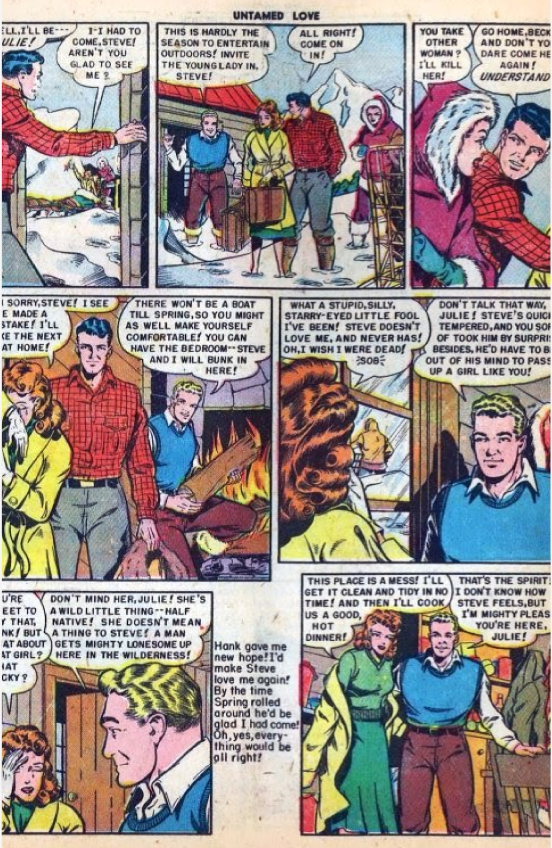 UNTAMED LOVE
ELL, I'LL BE---
JULIE!
I-I HAD TO
COME, STEVE!
AREN'T YOU
GLAD TO SEE
ME?
THIS IS HARDLY THE
SEASON TO ENTERTAIN
OUTDOORS! INVITE
THE YOUNG LADY IN,
STEVE!
ALL RIGHT!
COME ON
IN!
YOU TAKE
OTHER
WOMAN?
I'LL KILL
HER!
GO HOME, BECK
AND DON'T YO
DARE COME HE
AGAIN!
UNDERSTAND
SORRY, STEVE! I SEE
E MADE A
STAKE! I'LL
KE THE NEXT
AT HOME!
THERE WON'T BE A BOAT
TILL SPRING, SO YOU MIGHT
AS WELL MAKE YOURSELF
COMFORTABLE! YOU CAN
HAVE THE BEDROOM--STEVE
AND I WILL BUNK IN
HERE!
WHAT A STUPID, SILLY,
STARRY-EYED LITTLE FOOL
I'VE BEEN! STEVE DOESN'T
LOVE ME, AND NEVER HAS!
OH, I WISH I WERE DEAD!
SOB
DON'T TALK THAT WAY,
JULIE! STEVE'S QUICK
TEMPERED, AND YOU SOR
OF TOOK HIM BY SURPRIS
BESIDES, HE'D HAVE TO B
OUT OF HIS MIND TO PASS
UP A GIRL LIKE YOU!
U'RE
EET TO
Y THAT,
NK! BUT
AT ABOUT
AT GIRL?
HAT
CKY?
DON'T MIND HER, JULIE! SHE'S
A WILD LITTLE THING--HALF
NATIVE! SHE DOESN'T MEAN
A THING TO STEVE! A MAN
GETS MIGHTY LONESOME UP
HERE IN THE WILDERNESS!
Hank gave me
new hope! I'd
make Steve
love me again!
By the time
Spring rolled
around he'd be
glad I had come!
Oh, yes, every-
thing would be
all right!
THIS PLACE IS A MESS! I'LL
GET IT CLEAN AND TIDY IN NO
TIME! AND THEN I'LL COOK
US A GOOD,
HOT
DINNER!
THAT'S THE SPIRIT!
I DON'T KNOW HOW
STEVE FEELS, BUT
I'M MIGHTY PLEAS
YOU'RE HERE,
JULIE!